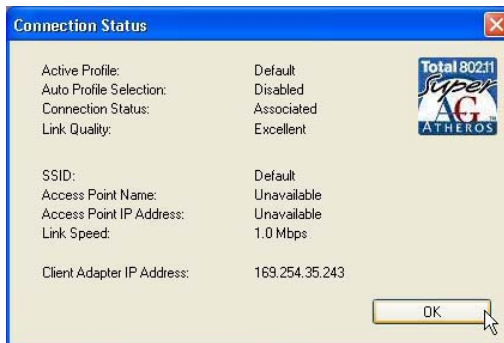 Connection Status
Active Profile: Default
Auto Profile Selection: Disabled
Connection Status: Associated
Link Quality: Excellent
Total 802.11
Super
AG™
ATHEROS
SSID: Default
Access Point Name: Unavailable
Access Point IP Address: Unavailable
Link Speed: 1.0 Mbps
Client Adapter IP Address: 169.254.35.243
OK